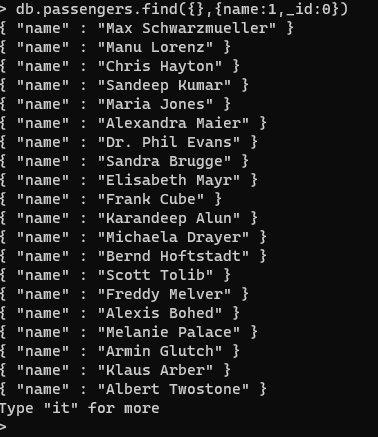 > db.passengers.find({},{name:1,_id:0})
{ "name" : "Max Schwarzmueller" }
{ "name" : "Manu Lorenz" }
{ "name" : "Chris Hayton" }
{ "name" : "Sandeep Kumar" }
{ "name" : "Maria Jones" }
{ "name" : "Alexandra Maier" }
{ "name" : "Dr. Phil Evans" }
{ "name" : "Sandra Brugge" }
{ "name" : "Elisabeth Mayr" }
{ "name" : "Frank Cube" }
{ "name" : "Karandeep Alun" }
{ "name" : "Michaela Drayer" }
{ "name" : "Bernd Hoftstadt" }
{ "name" : "Scott Tolib" }
{ "name" : "Freddy Melver" }
{ "name" : "Alexis Bohed" }
{ "name" : "Melanie Palace" }
{ "name" : "Armin Glutch" }
{ "name" : "Klaus Arber" }
{ "name" : "Albert Twostone" }
Type "it" for more
>